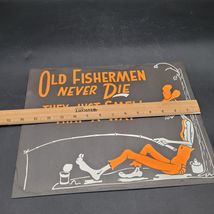 OLD FISHERMEN
NEVER DIE
THEY JUST SMELL